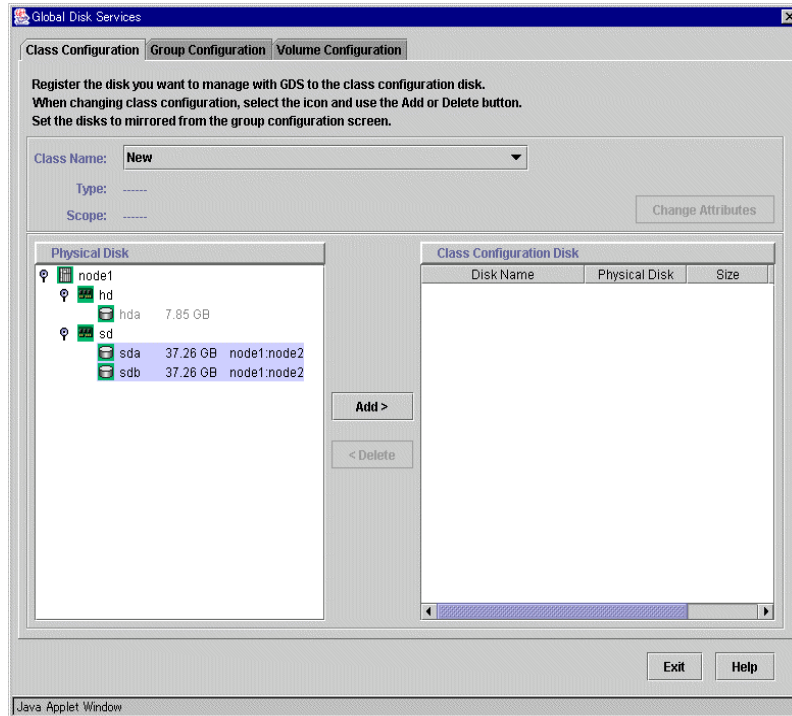 Global Disk Services
Class Configuration Group Configuration Volume Configuration
Register the disk you want to manage with GDS to the class configuration disk.
When changing class configuration, select the icon and use the Add or Delete button.
Set the disks to mirrored from the group configuration screen.
Class Name: New
Type: ------
Scope: ------
Change Attributes
Physical Disk
node1
hd
hda 7.85 GB
sd
sda 37.26 GB node1:node2
sdb 37.26 GB node1:node2
Add >
< Delete
Class Configuration Disk
Disk Name Physical Disk Size
Exit Help
Java Applet Window